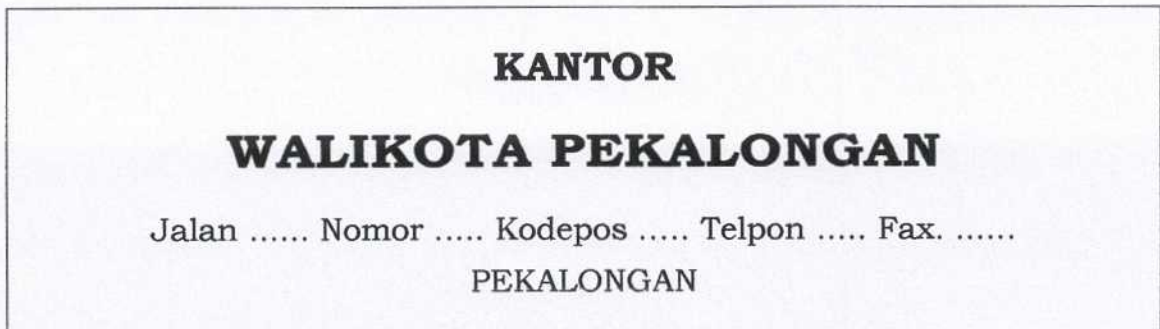 KANTOR
WALIKOTA PEKALONGAN
Jalan ...... Nomor ..... Kodepos ..... Telpon ..... Fax. ......
PEKALONGAN